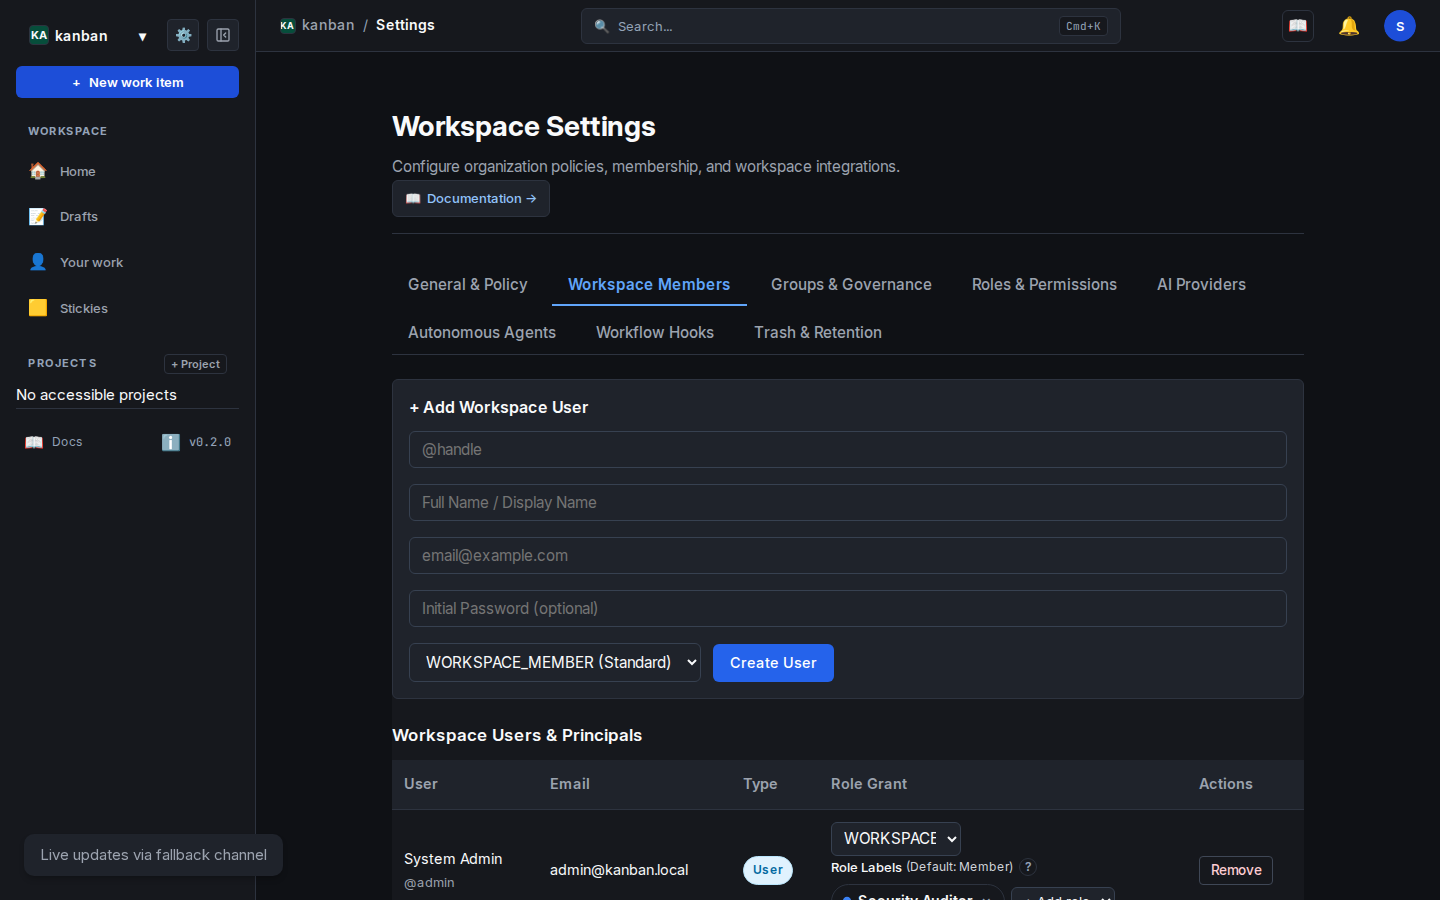 KA kanban ▾
+ New work item
WORKSPACE
Home
Drafts
Your work
Stickies
PROJECTS + Project
No accessible projects
Docs v0.2.0
Live updates via fallback channel
KA kanban / Settings
Search... Cmd+K
S
Workspace Settings
Configure organization policies, membership, and workspace integrations.
Documentation →
General & Policy Workspace Members Groups & Governance Roles & Permissions AI Providers
Autonomous Agents Workflow Hooks Trash & Retention
+ Add Workspace User
@handle
Full Name / Display Name
email@example.com
Initial Password (optional)
WORKSPACE_MEMBER (Standard) Create User
Workspace Users & Principals
User Email Type Role Grant Actions
System Admin
@admin
admin@kanban.local
User
WORKSPACE
Role Labels (Default: Member) ?
Security Auditor × + Add role
Remove